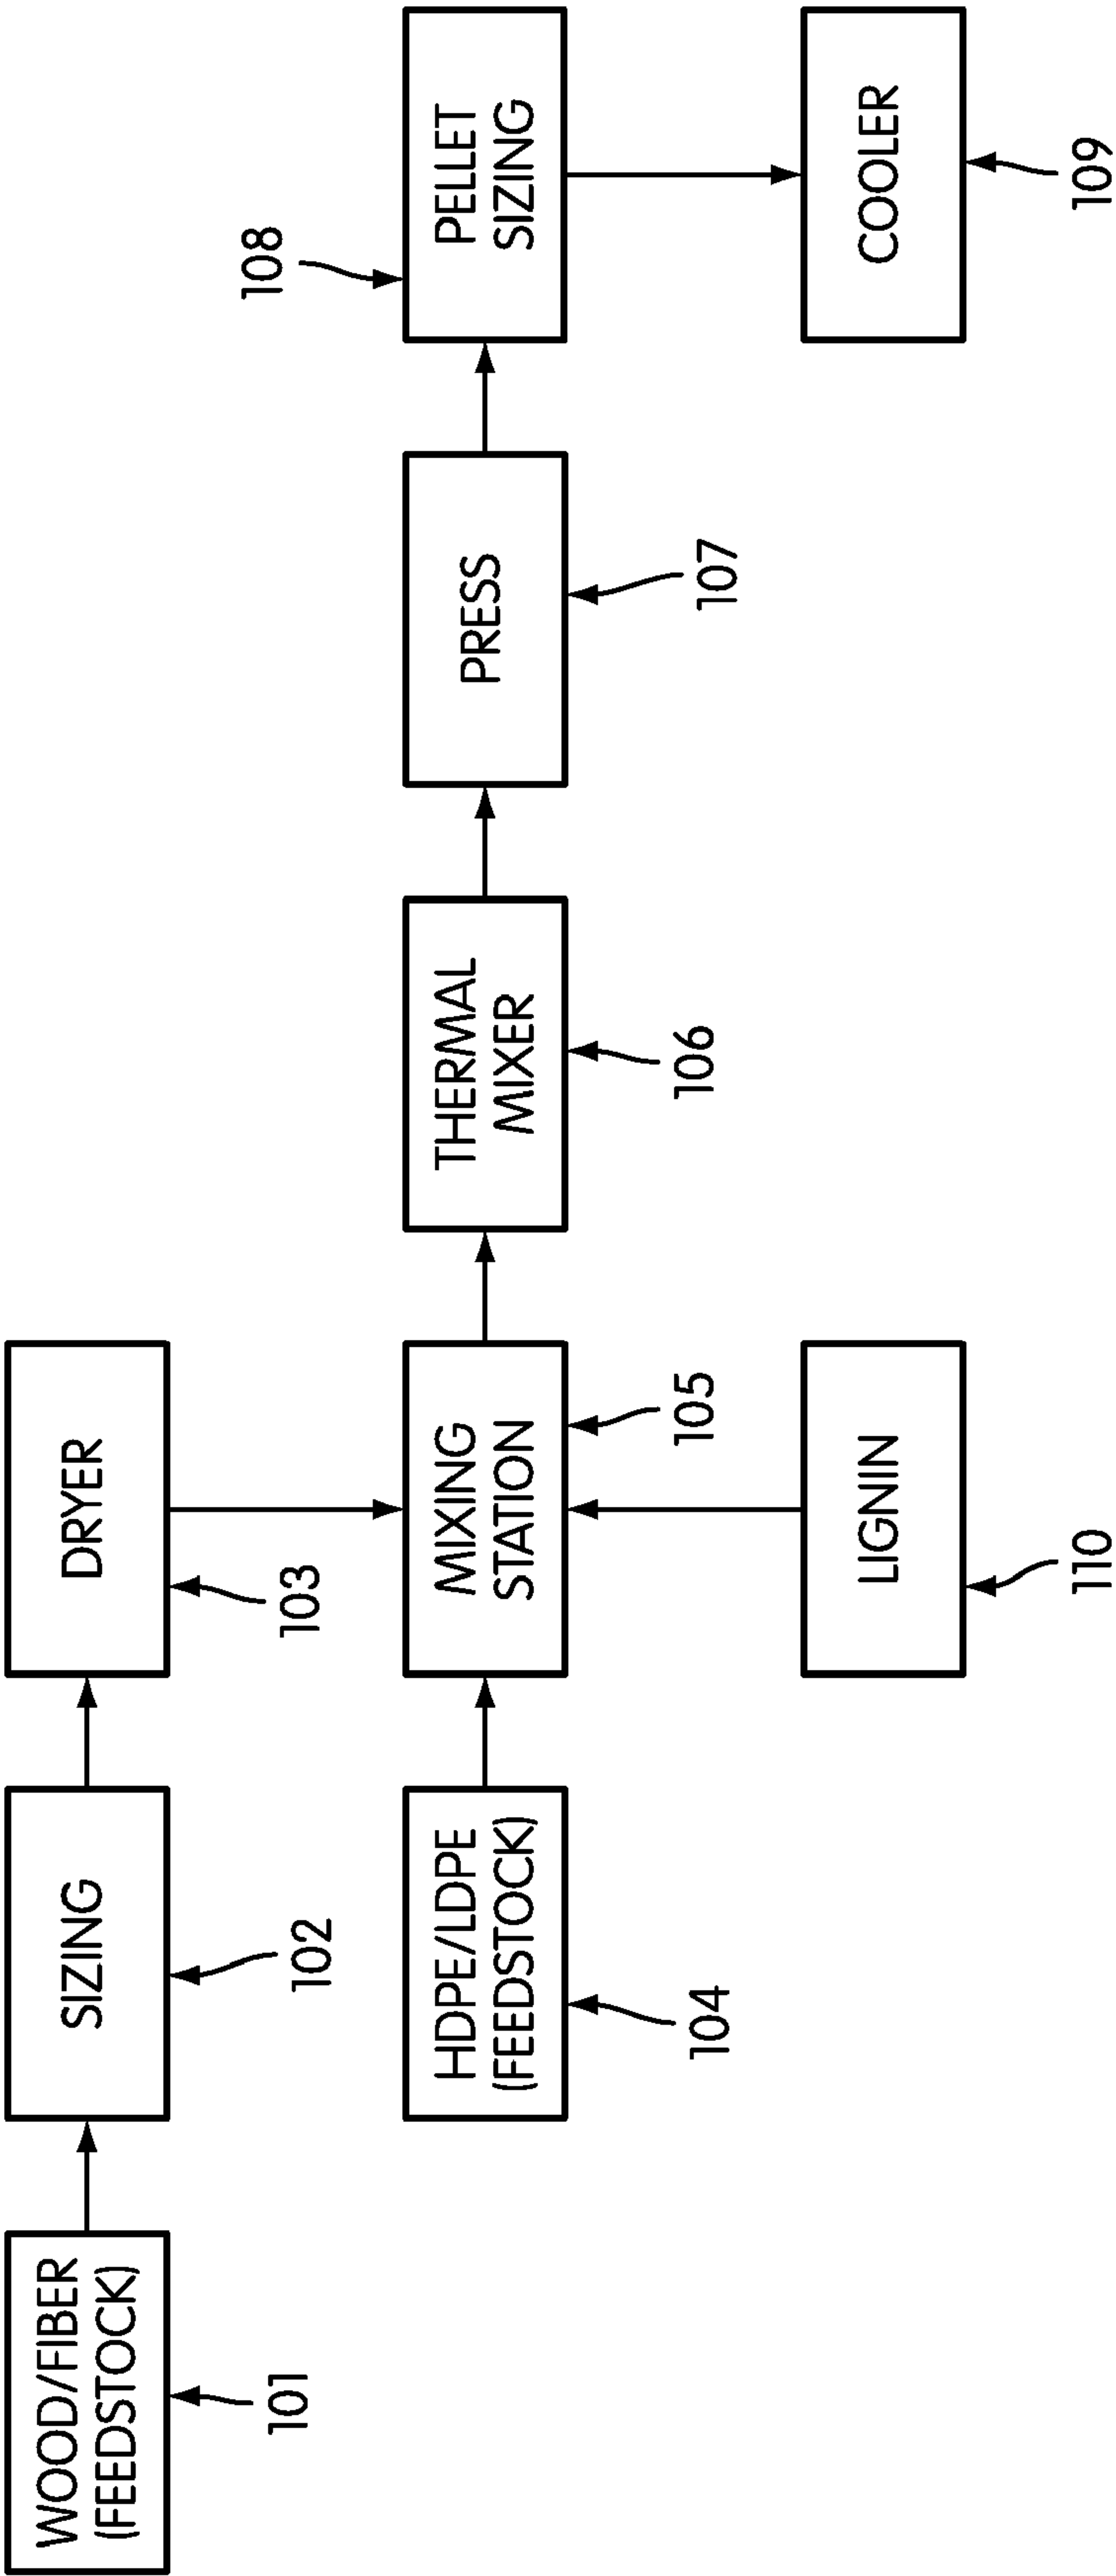 WOOD/FIBER
(FEEDSTOCK)
101
SIZING
102
DRYER
103
HDPE/LDPE
(FEEDSTOCK)
104
MIXING
STATION
105
LIGNIN
110
THERMAL
MIXER
106
PRESS
107
108
PELLET
SIZING
COOLER
109